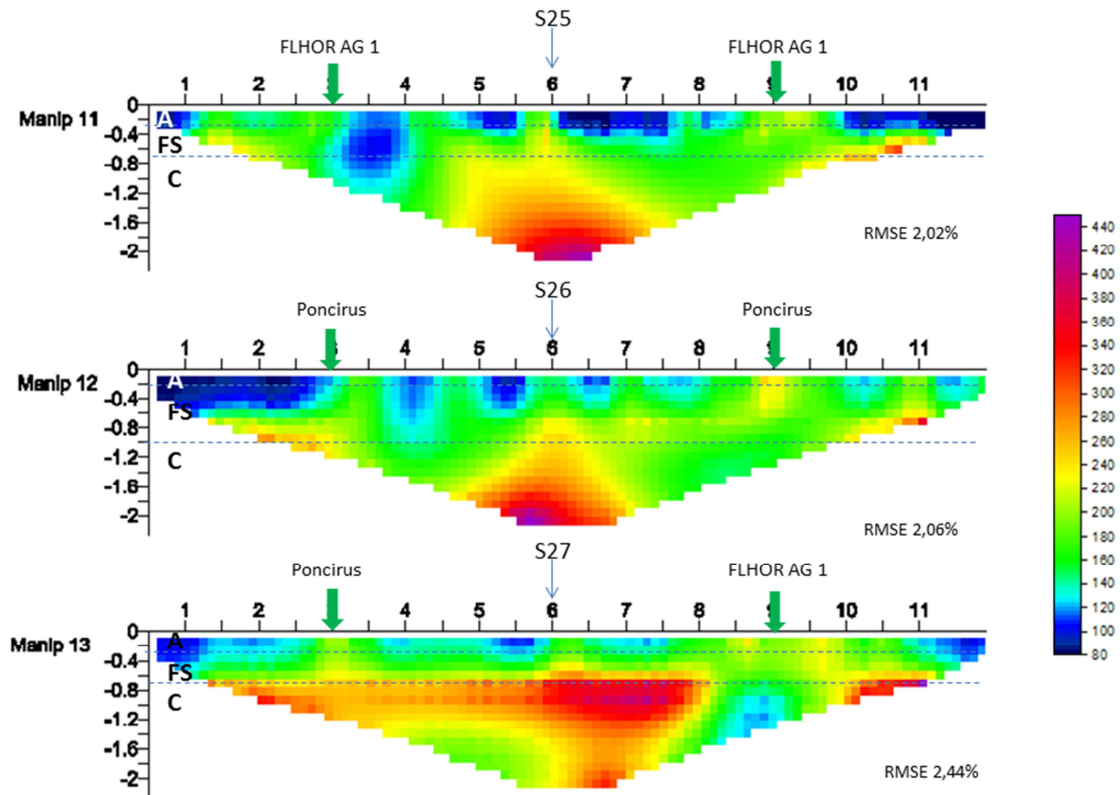 S25
FLHOR AG 1 FLHOR AG 1
1 2 3 4 5 6 7 8 9 10 11
Manip 11
0
A
-0.4
FS
-0.8
C
-1.2
-1.6
-2
RMSE 2,02%
S26
Poncirus Poncirus
1 2 3 4 5 6 7 8 9 10 11
Manip 12
0
A
-0.4
FS
-0.8
C
-1.2
-1.6
-2
RMSE 2,06%
S27
Poncirus FLHOR AG 1
1 2 3 4 5 6 7 8 9 10 11
Manip 13
0
A
-0.4
FS
-0.8
C
-1.2
-1.6
-2
RMSE 2,44%
440
420
400
380
360
340
320
300
280
260
240
220
200
180
160
140
120
100
80